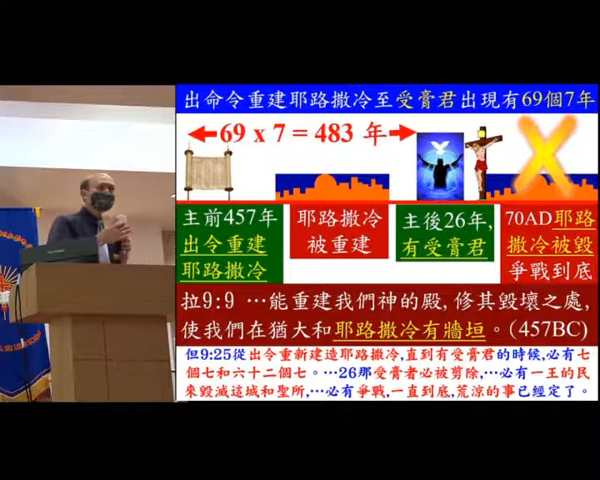 出命令重建耶路撒冷至受膏君出現有69個7年
69 x 7 = 483 年
主前457年
出令重建
耶路撒冷
耶路撒冷
被重建
主後26年,
有受膏君
70AD耶路
撒冷被毀
爭戰到底
拉9:9 …能重建我們神的殿,修其毀壞之處,
使我們在猶大和耶路撒冷有牆垣。(457BC)
但9:25從出令重新建造耶路撒冷,直到有受膏君的時候,必有七
個七和六十二個七。…26那受膏者必被剪除,…必有一王的民
來毀滅這城和聖所,…必有爭戰,一直到底,荒涼的事已經定了。